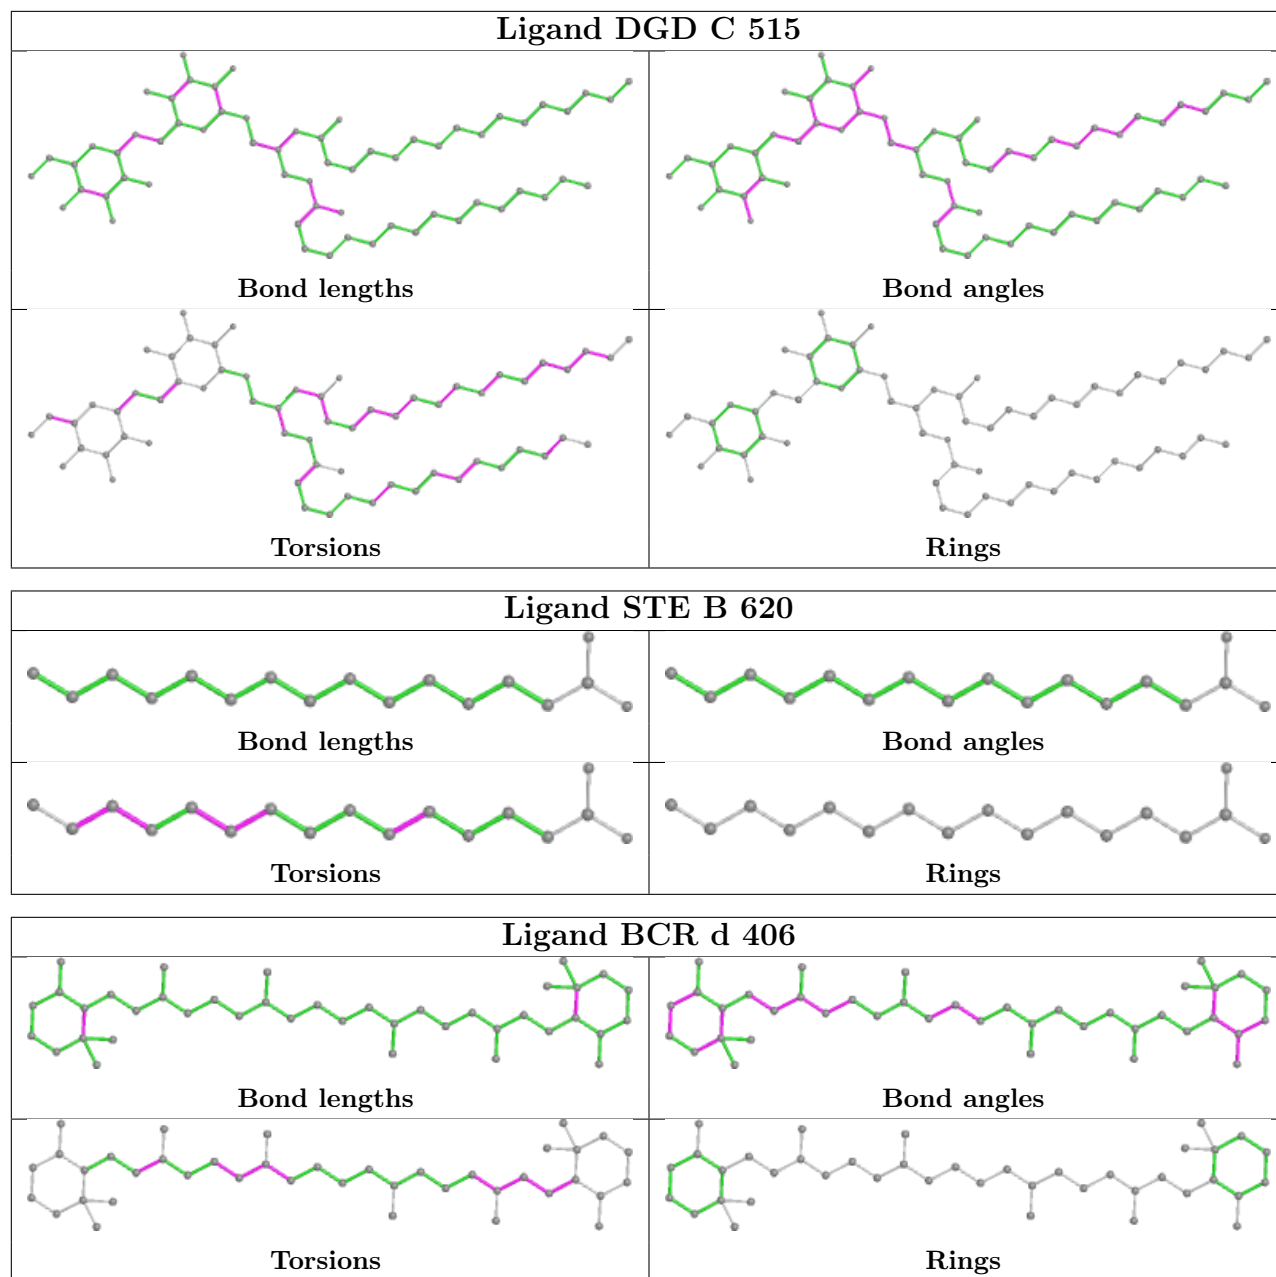 Ligand DGD C 515
Bond lengths
Bond angles
Torsions
Rings
Ligand STE B 620
Bond lengths
Bond angles
Torsions
Rings
Ligand BCR d 406
Bond lengths
Bond angles
Torsions
Rings